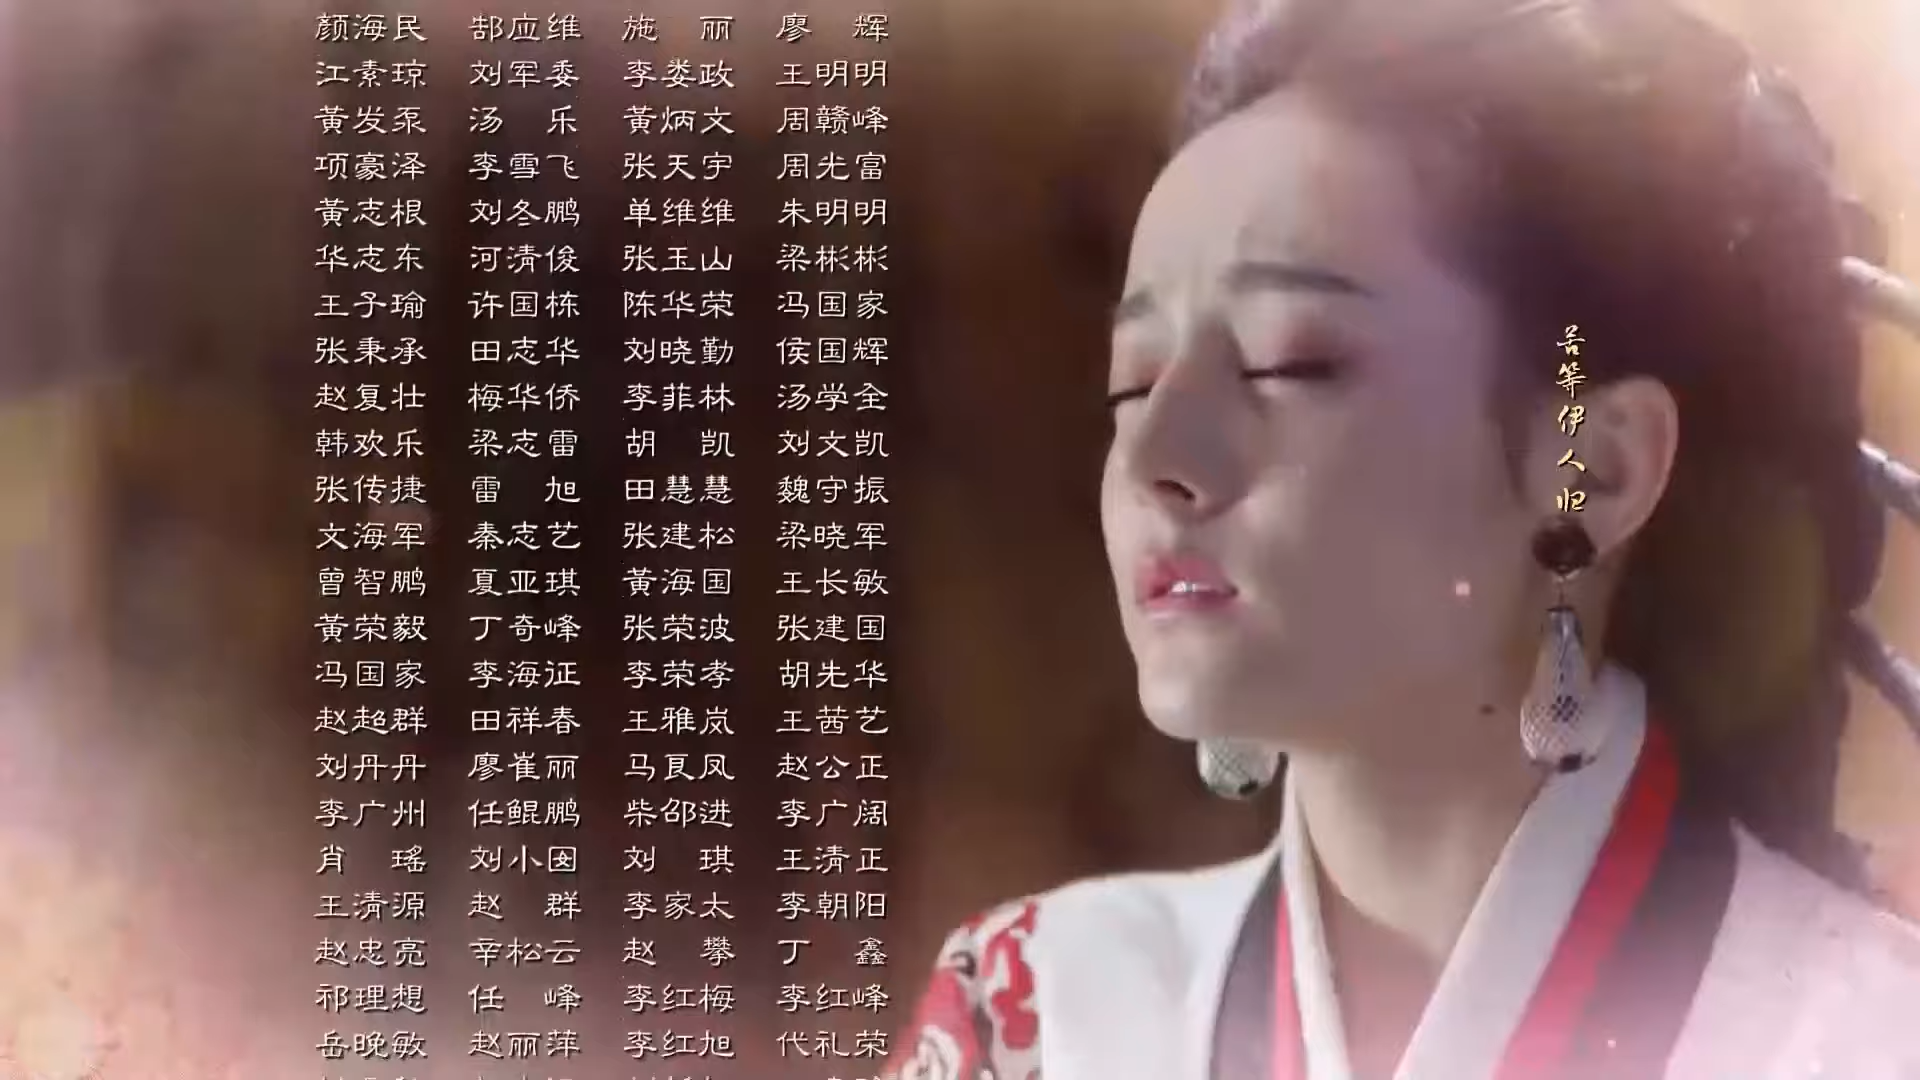 颜海民 郜应维 施 丽 廖 辉
江素琼 刘军委 李娄政 王明明
黄发泵 汤 乐 黄炳文 周赣峰
项豪泽 李雪飞 张天宇 周光富
黄志根 刘冬鹏 单维维 朱明明
华志东 河清俊 张玉山 梁彬彬
王子瑜 许国栋 陈华荣 冯国家
张秉承 田志华 刘晓勤 侯国辉
赵复壮 梅华侨 李菲林 汤学全
韩欢乐 梁志雷 胡 凯 刘文凯
张传捷 雷 旭 田慧慧 魏守振
文海军 秦志艺 张建松 梁晓军
曾智鹏 夏亚琪 黄海国 王长敏
黄荣毅 丁奇峰 张荣波 张建国
冯国家 李海证 李荣孝 胡先华
赵超群 田祥春 王雅岚 王茜艺
刘丹丹 廖崔丽 马艮凤 赵公正
李广州 任鲲鹏 柴邵进 李广阔
肖 瑶 刘小囡 刘 琪 王清正
王清源 赵 群 李家太 李朝阳
赵忠亮 辛松云 赵 攀 丁 鑫
祁理想 任 峰 李红梅 李红峰
岳晚敏 赵丽萍 李红旭 代礼荣
苦等伊人归